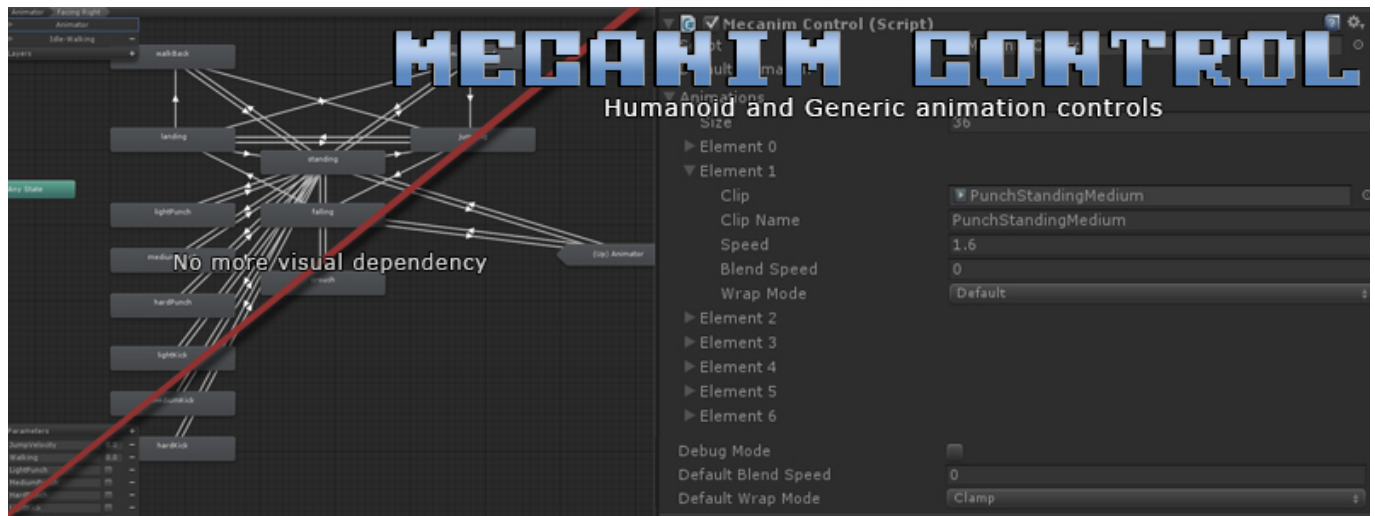 Animator
Facing Right
Animator
Idle-Walking
Layers
+
walkBack
landing
standing
Any State
lightPunch
falling
(Up) Animator
hardPunch
lightKick
hardKick
Parameters
+
JumpVelocity
Walking
0.0
LightPunch
MECANIM CONTROL
Humanoid and Generic animation controls
No more visual dependency
Mecanim Control (Script)
Animations
Size
36
Element 0
Element 1
Clip
PunchStandingMedium
Clip Name
PunchStandingMedium
Speed
1.6
Blend Speed
0
Wrap Mode
Default
Element 2
Element 3
Element 4
Element 5
Element 6
Debug Mode
Default Blend Speed
0
Default Wrap Mode
Clamp